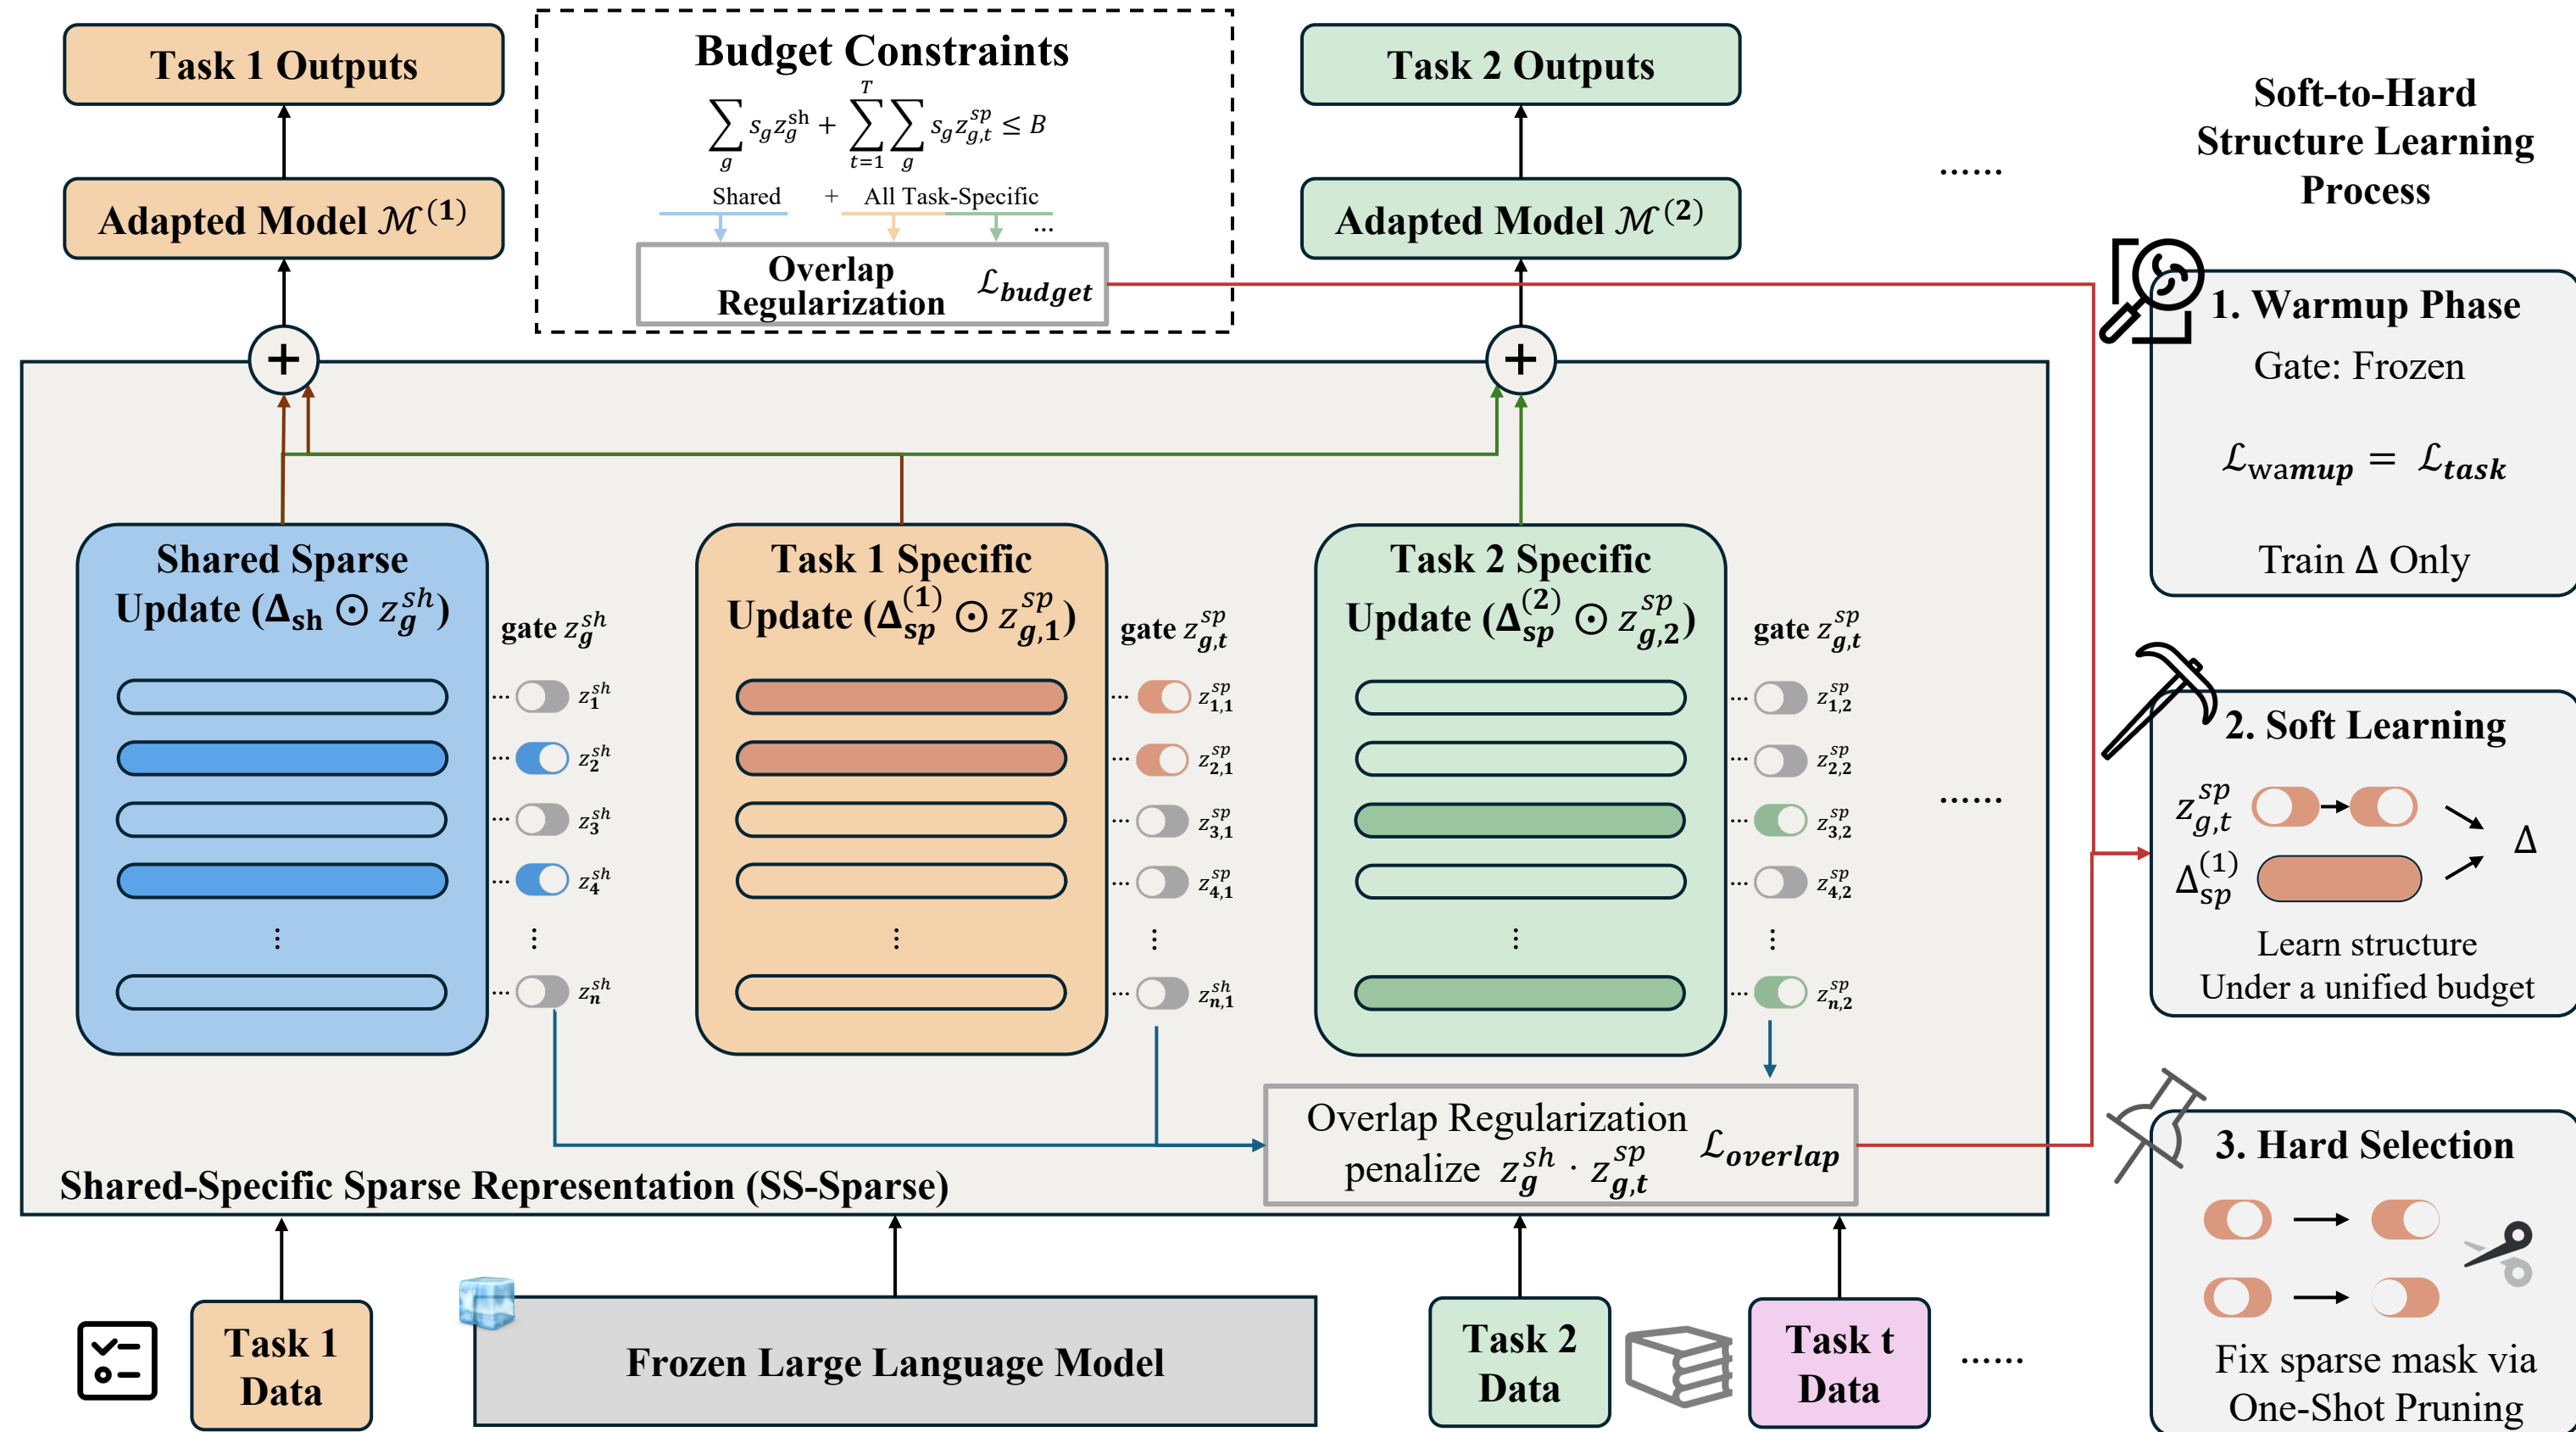 Task 1 Outputs
Adapted Model ℳ⁽¹⁾
Budget Constraints
∑_g s_g z_g^sh + ∑_{t=1}^T ∑_g s_g z_{g,t}^{sp} ≤ B
Shared + All Task-Specific
...
Overlap
Regularization ℒ_budget
Task 2 Outputs
Adapted Model ℳ⁽²⁾
......
Soft-to-Hard
Structure Learning
Process
+
+
Shared Sparse
Update (Δ_sh ⊙ z_g^sh)
gate z_g^sh
... z_1^sh
... z_2^sh
... z_3^sh
... z_4^sh
⋮ ⋮
... z_n^sh
Task 1 Specific
Update (Δ_sp^(1) ⊙ z_{g,1}^sp)
gate z_{g,t}^sp
... z_{1,1}^sp
... z_{2,1}^sp
... z_{3,1}^sp
... z_{4,1}^sp
⋮ ⋮
... z_{n,1}^sh
Task 2 Specific
Update (Δ_sp^(2) ⊙ z_{g,2}^sp)
gate z_{g,t}^sp
... z_{1,2}^sp
... z_{2,2}^sp
... z_{3,2}^sp
... z_{4,2}^sp
⋮ ⋮
... z_{n,2}^sp
......
Overlap Regularization
penalize z_g^sh · z_{g,t}^sp ℒ_overlap
Shared-Specific Sparse Representation (SS-Sparse)
Task 1
Data
Frozen Large Language Model
Task 2
Data
Task t
Data
......
1. Warmup Phase
Gate: Frozen
ℒ_wamup = ℒ_task
Train Δ Only
2. Soft Learning
z_{g,t}^sp
Δ_sp^(1)
Δ
Learn structure
Under a unified budget
3. Hard Selection
Fix sparse mask via
One-Shot Pruning